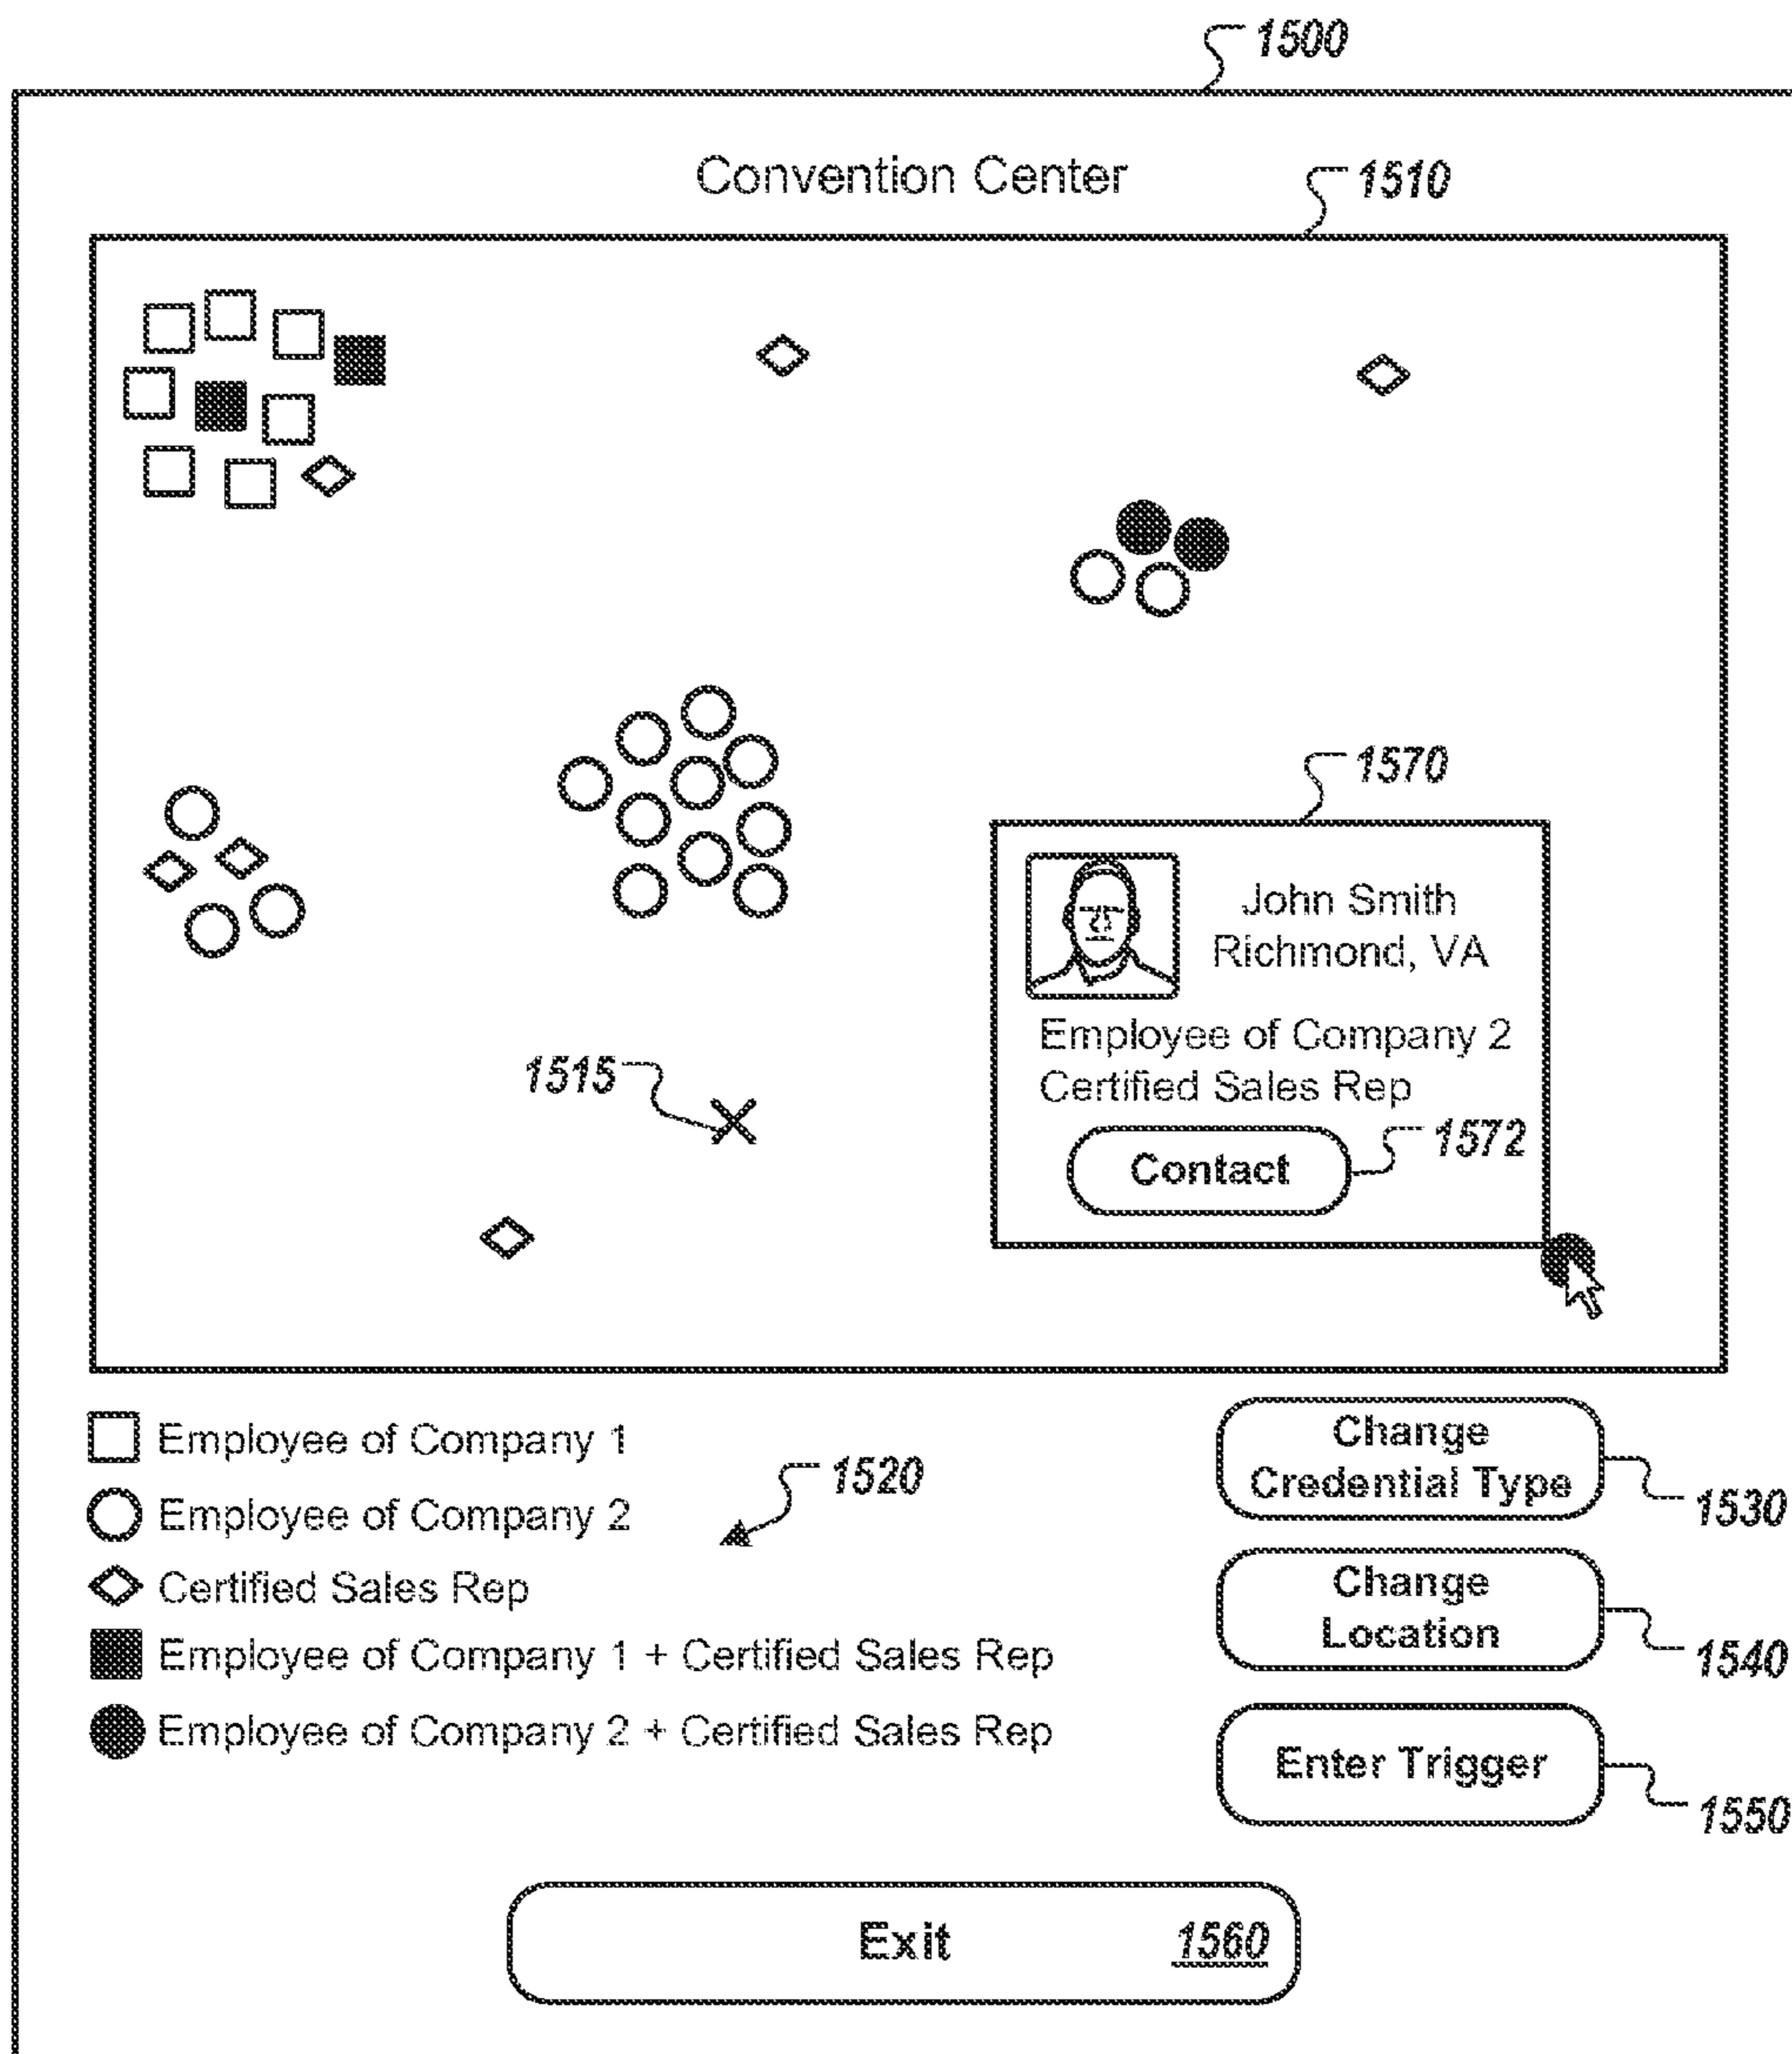 1500
Convention Center
1510
1570
John Smith
Richmond, VA
Employee of Company 2
Certified Sales Rep
1515
1572
Contact
Employee of Company 1
Employee of Company 2
Certified Sales Rep
Employee of Company 1 + Certified Sales Rep
Employee of Company 2 + Certified Sales Rep
1520
Change
Credential Type
1530
Change
Location
1540
Enter Trigger
1550
Exit 1560